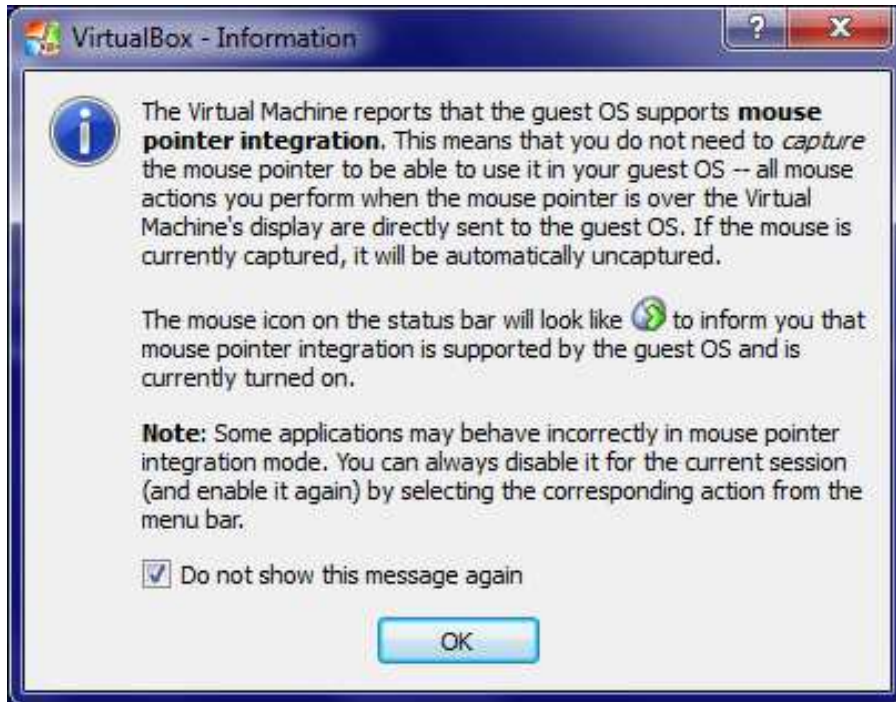 VirtualBox - Information
The Virtual Machine reports that the guest OS supports mouse
pointer integration. This means that you do not need to capture
the mouse pointer to be able to use it in your guest OS -- all mouse
actions you perform when the mouse pointer is over the Virtual
Machine's display are directly sent to the guest OS. If the mouse is
currently captured, it will be automatically uncaptured.
The mouse icon on the status bar will look like to inform you that
mouse pointer integration is supported by the guest OS and is
currently turned on.
Note: Some applications may behave incorrectly in mouse pointer
integration mode. You can always disable it for the current session
(and enable it again) by selecting the corresponding action from the
menu bar.
Do not show this message again
OK